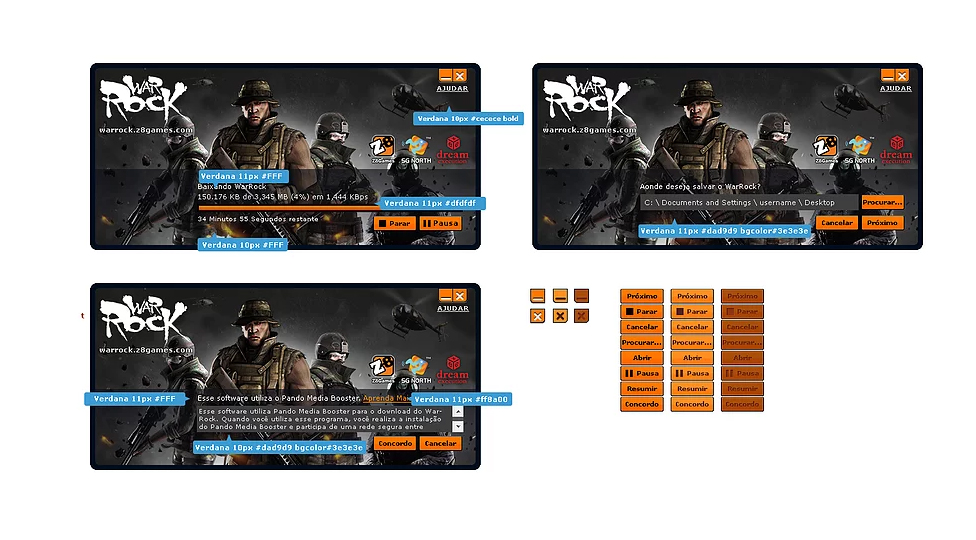 WAR
ROCK
warrock.z8games.com
AJUDAR
Verdana 10px #cecece bold
Z8Games
SG NORTH
dream
execution
Verdana 11px #FFF
Baixando WarRock
150,176 KB de 3,345 MB (4%) em 1,444 KBps
Verdana 11px #dfdfdf
34 Minutos 55 Segundos restante
Parar
Pausa
Verdana 10px #FFF
WAR
ROCK
warrock.z8games.com
AJUDAR
Z8Games
SG NORTH
dream
execution
Aonde deseja salvar o WarRock?
C: \ Documents and Settings \ username \ Desktop
Procurar...
Cancelar
Próximo
Verdana 11px #dad9d9 bgcolor#3e3e3e
t
WAR
ROCK
warrock.z8games.com
AJUDAR
Z8Games
SG NORTH
dream
execution
Verdana 11px #FFF
Esse software utiliza o Pando Media Booster. Aprenda Ma
Verdana 11px #ff8a00
Esse software utiliza Pando Media Booster para o download do War-
Rock. Quando você utiliza esse programa, você realiza a instalação
do Pando Media Booster e participa de uma rede segura entre
Verdana 10px #dad9d9 bgcolor#3e3e3e
Concordo
Cancelar
Próximo Próximo Próximo
Parar Parar Parar
Cancelar Cancelar Cancelar
Procurar... Procurar... Procurar...
Abrir Abrir Abrir
Pausa Pausa Pausa
Resumir Resumir Resumir
Concordo Concordo Concordo